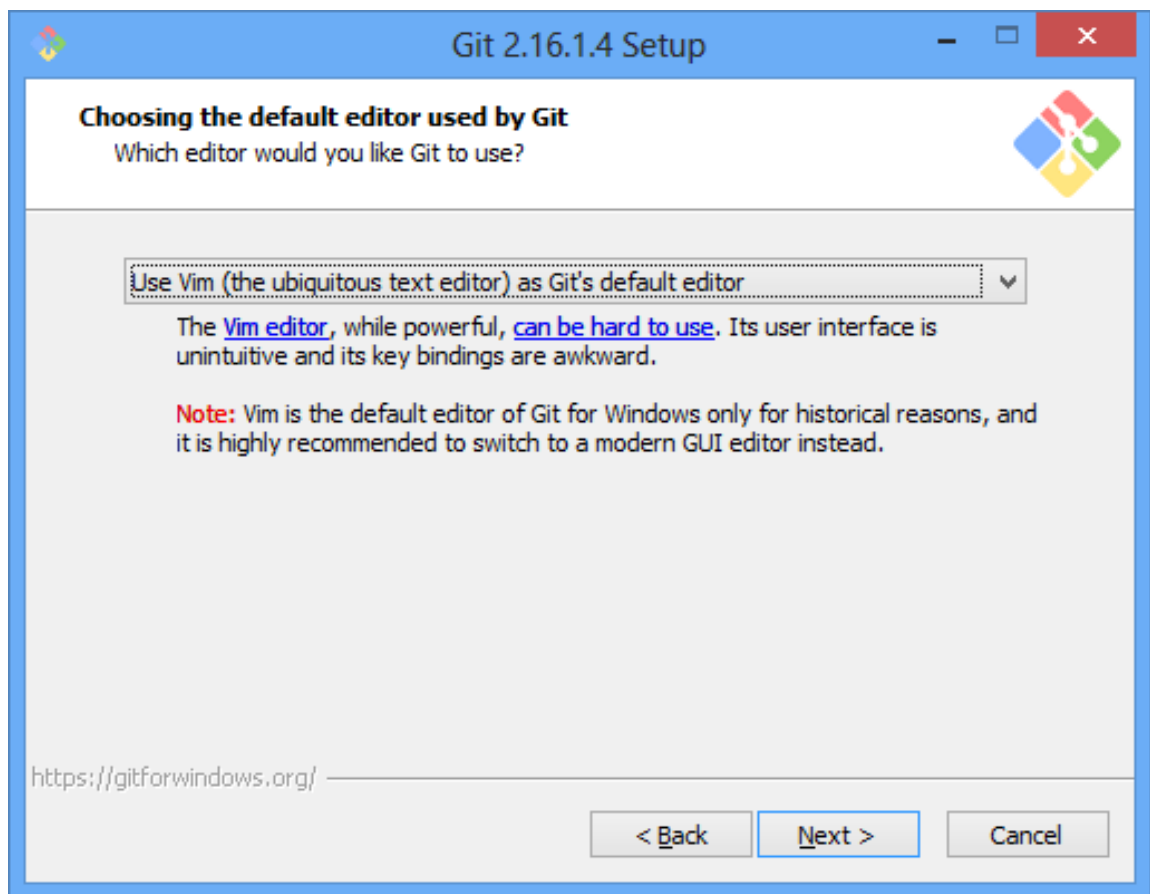 Git 2.16.1.4 Setup
Choosing the default editor used by Git
Which editor would you like Git to use?
Use Vim (the ubiquitous text editor) as Git's default editor
The Vim editor, while powerful, can be hard to use. Its user interface is
unintuitive and its key bindings are awkward.
Note: Vim is the default editor of Git for Windows only for historical reasons, and
it is highly recommended to switch to a modern GUI editor instead.
https://gitforwindows.org/
< Back
Next >
Cancel